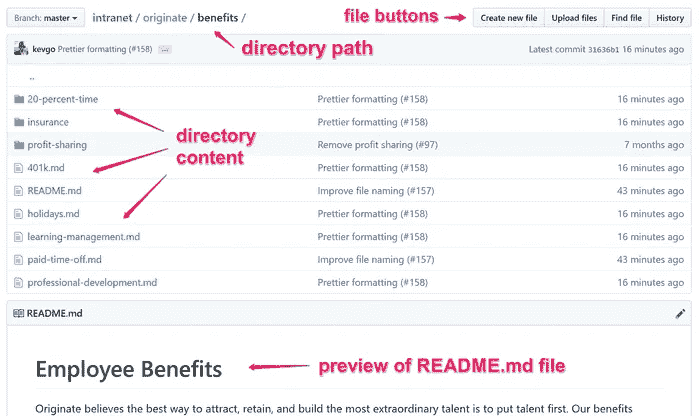 Branch: master intranet / originate / benefits / file buttons Create new file Upload files Find file History
directory path
kevgo Prettier formatting (#158) ... Latest commit 31636b1 16 minutes ago
..
20-percent-time Prettier formatting (#158) 16 minutes ago
insurance Prettier formatting (#158) 16 minutes ago
directory content
profit-sharing Remove profit sharing (#97) 7 months ago
401k.md Prettier formatting (#158) 16 minutes ago
README.md Improve file naming (#157) 43 minutes ago
holidays.md Prettier formatting (#158) 16 minutes ago
learning-management.md Prettier formatting (#158) 16 minutes ago
paid-time-off.md Improve file naming (#157) 43 minutes ago
professional-development.md Prettier formatting (#158) 16 minutes ago
README.md
Employee Benefits preview of README.md file
Originate believes the best way to attract, retain, and build the most extraordinary talent is to put talent first. Our benefits